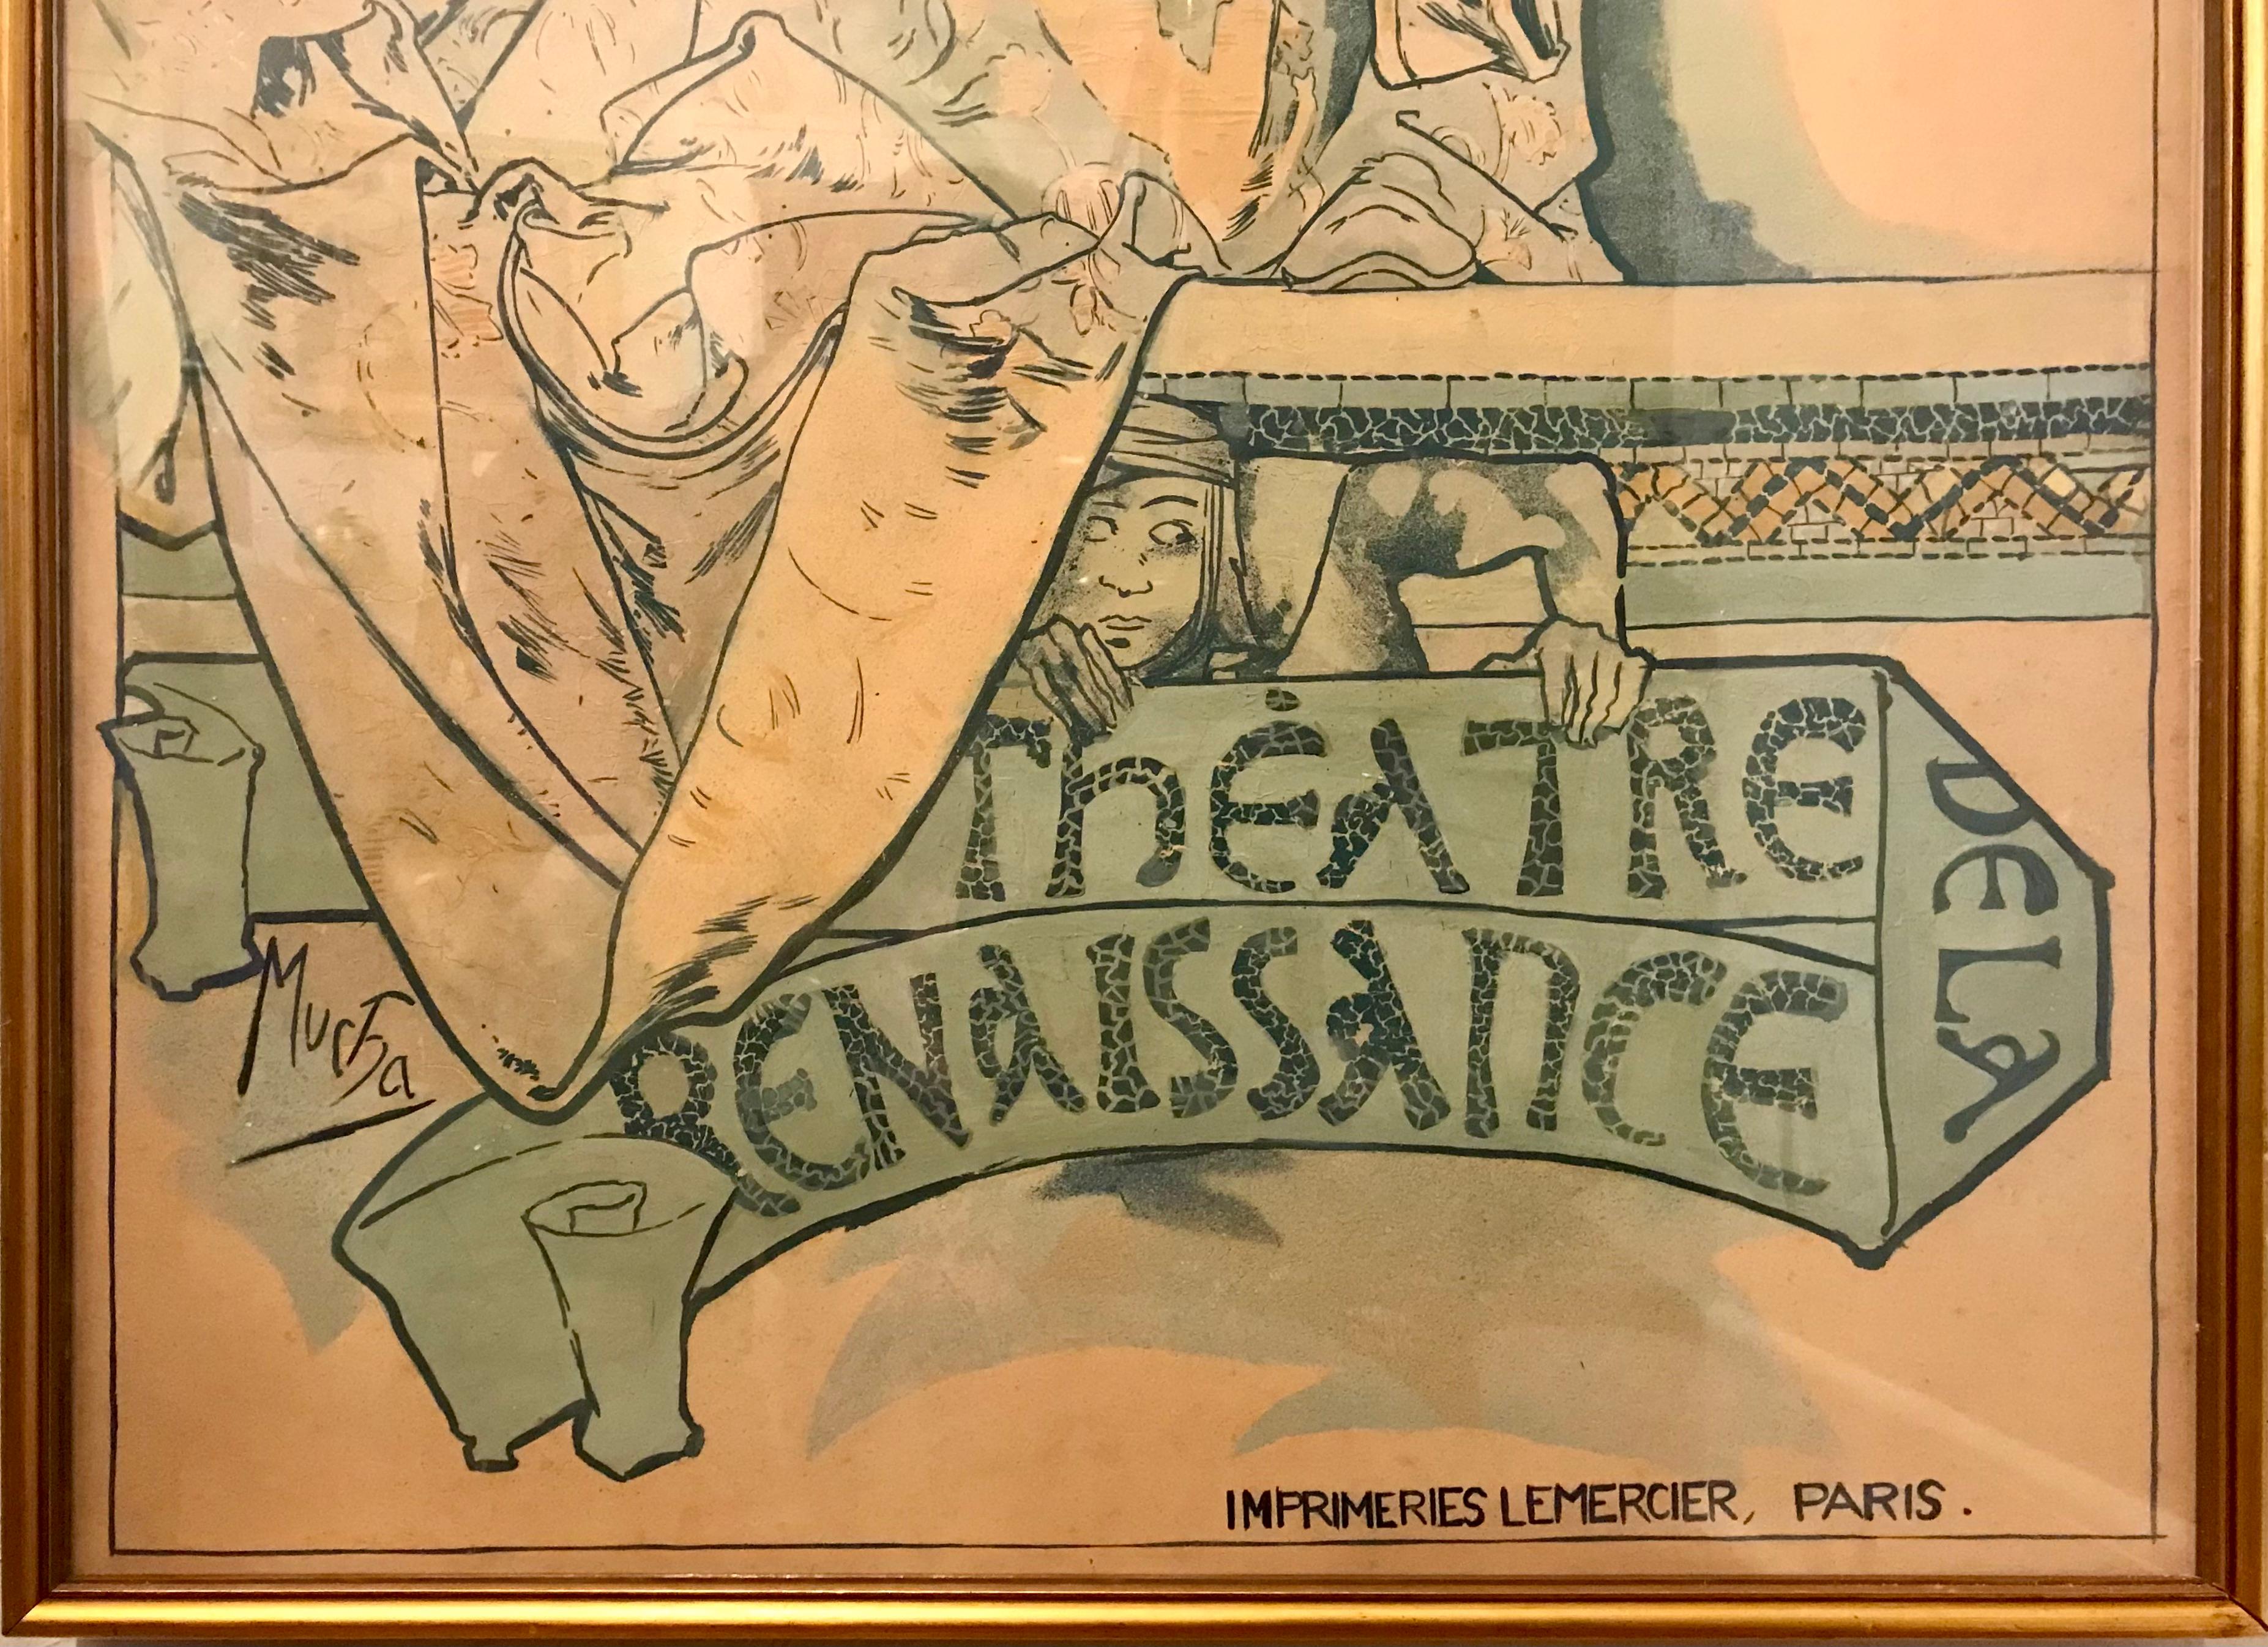 THÉATRE
DE LA
RENAISSANCE
Mucha
IMPRIMERIES LEMERCIER, PARIS.